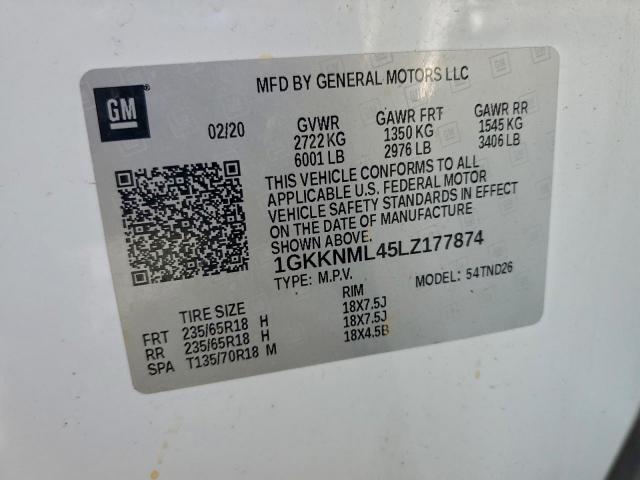 GM
MFD BY GENERAL MOTORS LLC
02/20 GVWR GAWR FRT GAWR RR
2722 KG 1350 KG 1545 KG
6001 LB 2976 LB 3406 LB
THIS VEHICLE CONFORMS TO ALL
APPLICABLE U.S. FEDERAL MOTOR
VEHICLE SAFETY STANDARDS IN EFFECT
ON THE DATE OF MANUFACTURE
SHOWN ABOVE.
1GKKNML45LZ177874
TYPE: M.P.V. MODEL: 54TND26
TIRE SIZE RIM
FRT 235/65R18 H 18X7.5J
RR 235/65R18 H 18X7.5J
SPA T135/70R18 M 18X4.5B